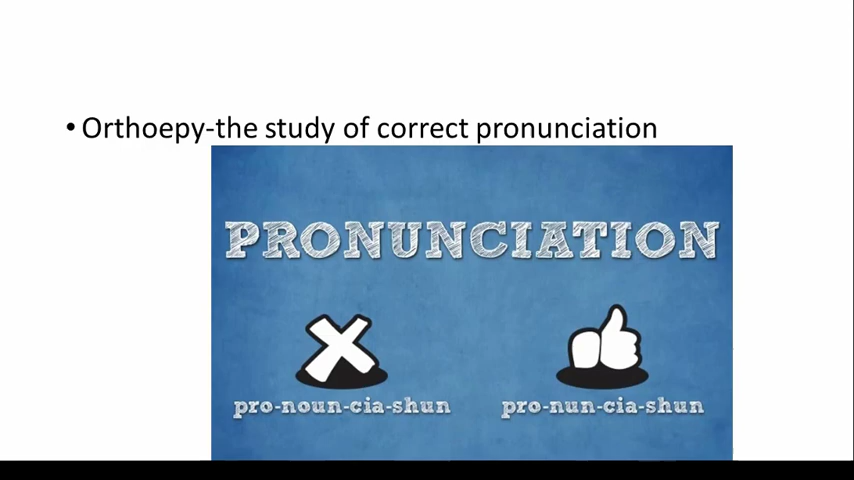 • Orthoepy-the study of correct pronunciation
PRONUNCIATION
pro-noun-cia-shun
pro-nun-cia-shun